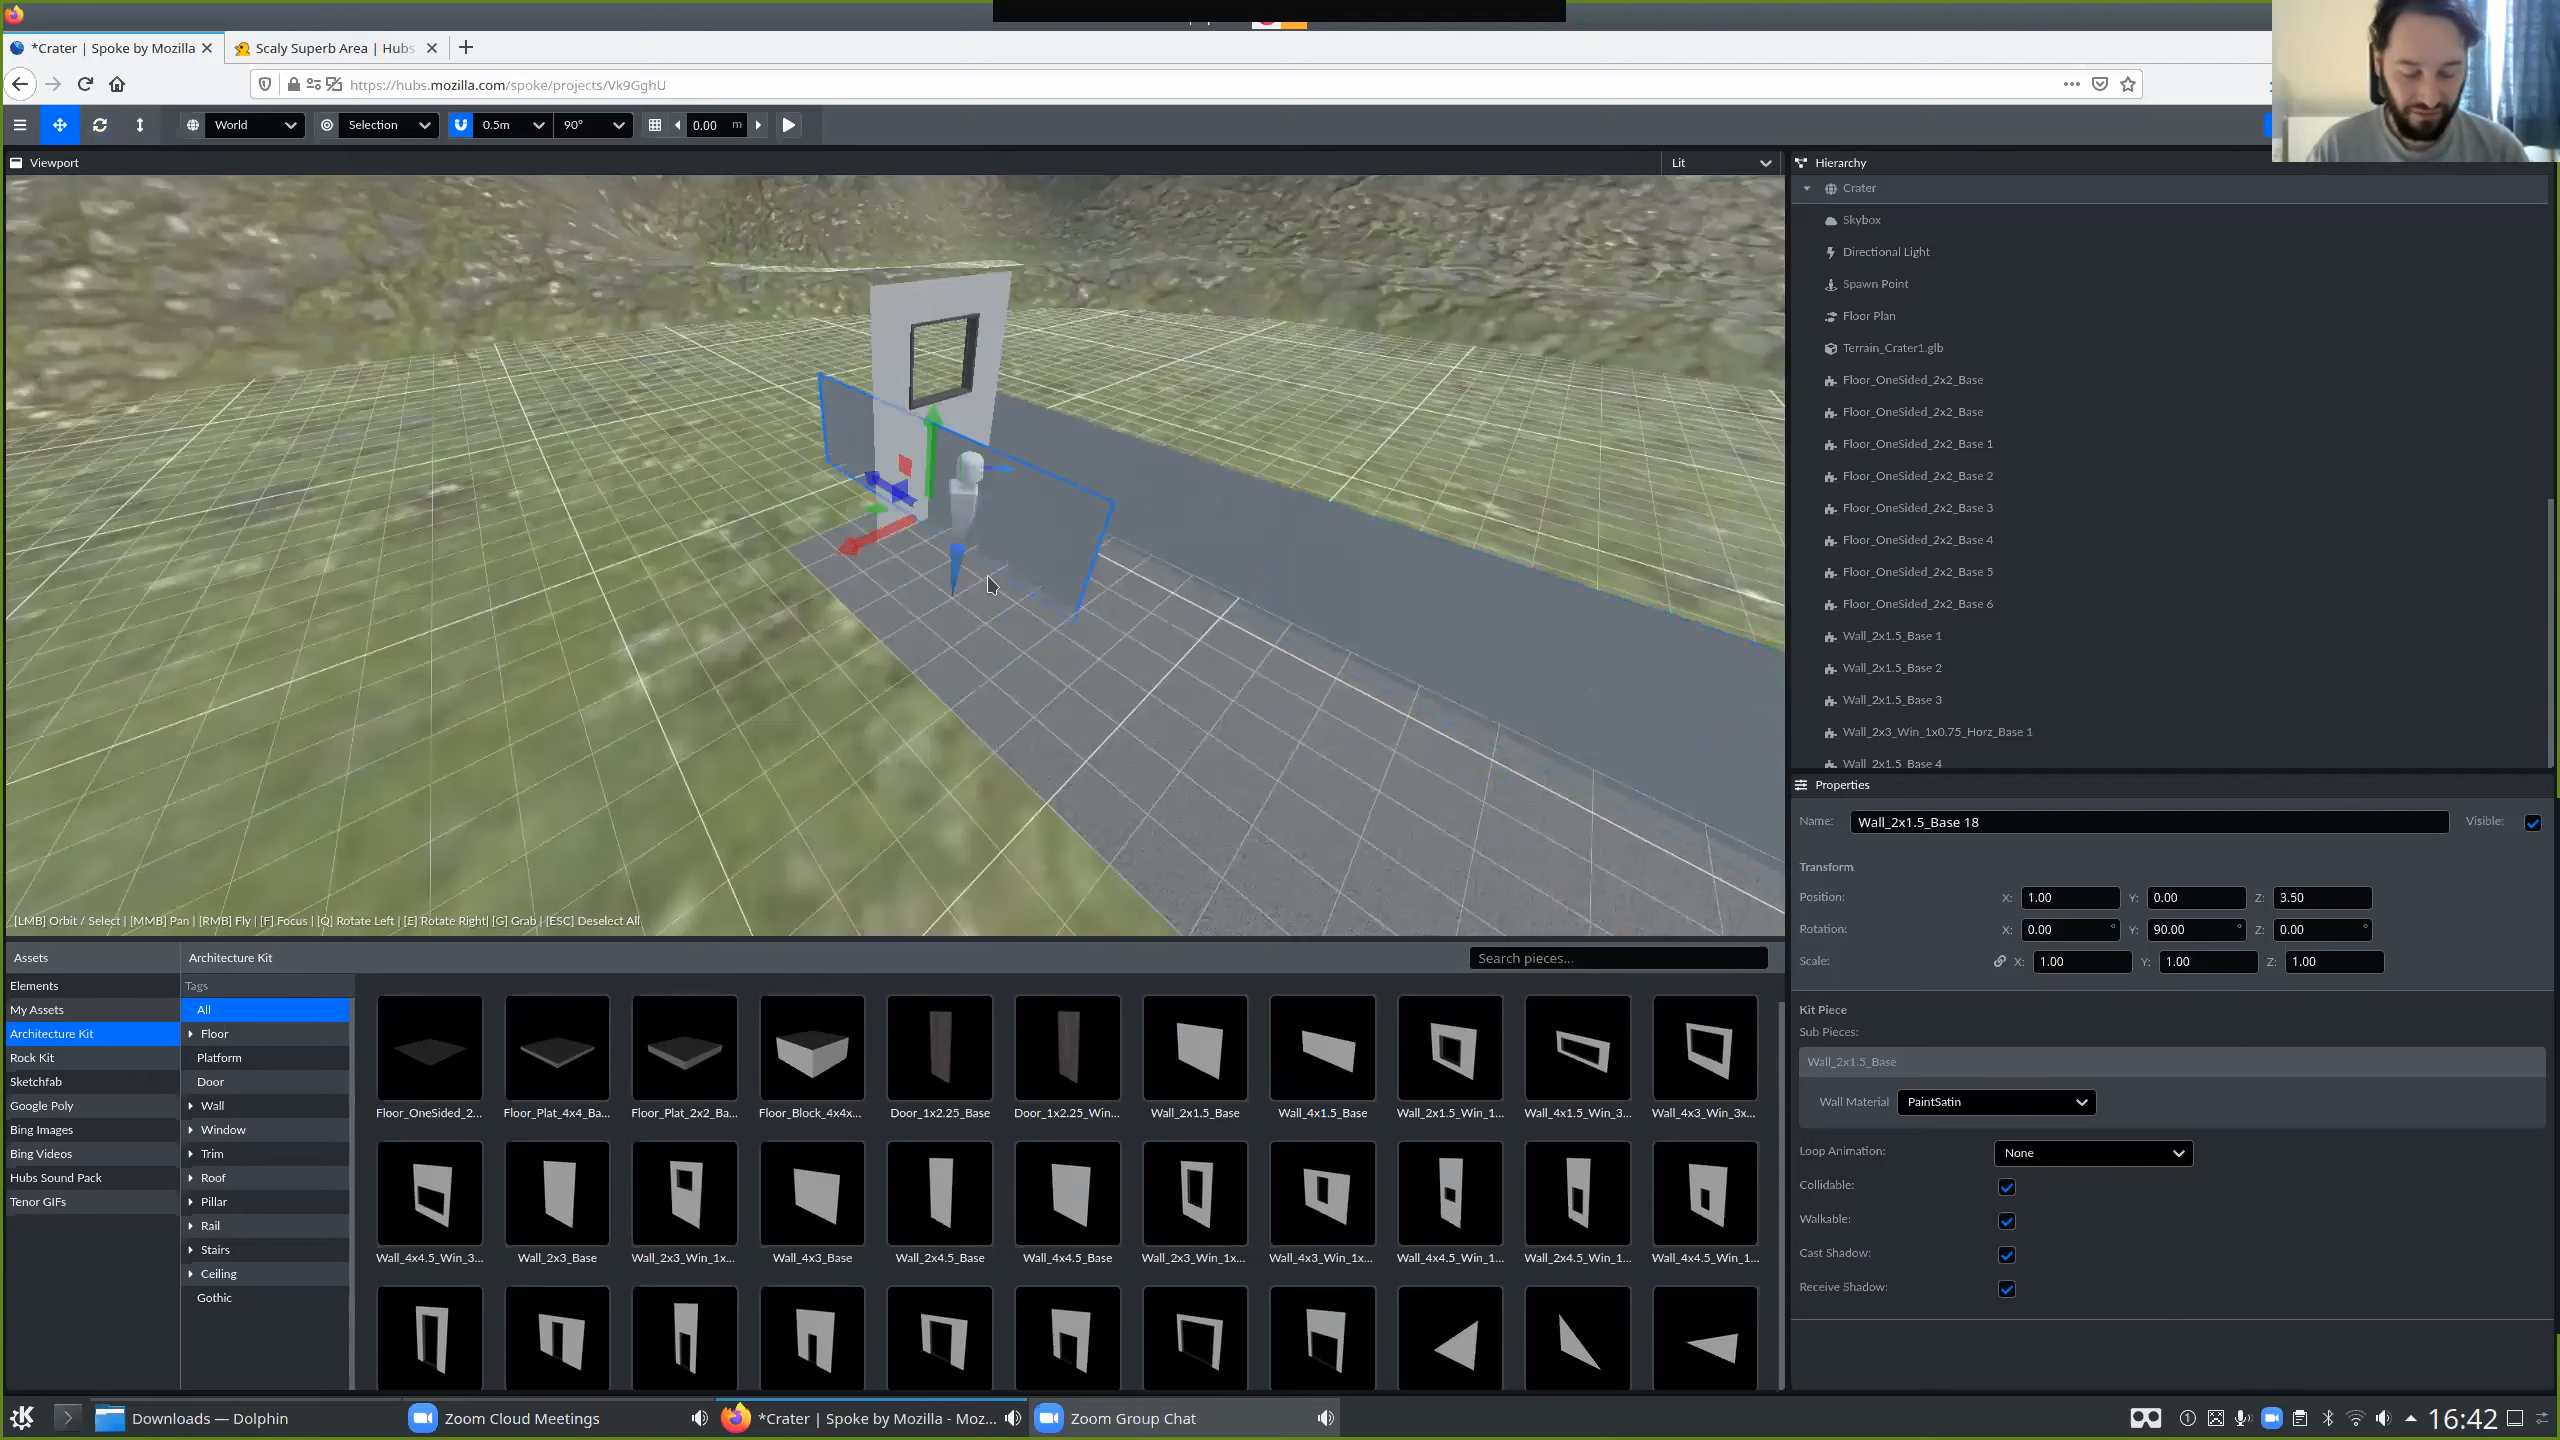 *Crater | Spoke by Mozilla
Scaly Superb Area | Hubs
https://hubs.mozilla.com/spoke/projects/Vk9GghU
World
Selection
0.5m
90°
0.00 m
Viewport
Lit
Hierarchy
Crater
Skybox
Directional Light
Spawn Point
Floor Plan
Terrain_Crater1.glb
Floor_OneSided_2x2_Base
Floor_OneSided_2x2_Base
Floor_OneSided_2x2_Base 1
Floor_OneSided_2x2_Base 2
Floor_OneSided_2x2_Base 3
Floor_OneSided_2x2_Base 4
Floor_OneSided_2x2_Base 5
Floor_OneSided_2x2_Base 6
Wall_2x1.5_Base 1
Wall_2x1.5_Base 2
Wall_2x1.5_Base 3
Wall_2x3_Win_1x0.75_Horz_Base 1
Wall_2x1.5_Base 4
[LMB] Orbit / Select | [MMB] Pan | [RMB] Fly | [F] Focus | [Q] Rotate Left | [E] Rotate Right| [G] Grab | [ESC] Deselect All
Properties
Name: Wall_2x1.5_Base 18 Visible:
Transform
Position: X: 1.00 Y: 0.00 Z: 3.50
Rotation: X: 0.00 ° Y: 90.00 ° Z: 0.00 °
Scale: X: 1.00 Y: 1.00 Z: 1.00
Kit Piece
Sub Pieces:
Wall_2x1.5_Base
Wall Material PaintSatin
Loop Animation: None
Collidable:
Walkable:
Cast Shadow:
Receive Shadow:
Assets
Elements
My Assets
Architecture Kit
Rock Kit
Sketchfab
Google Poly
Bing Images
Bing Videos
Hubs Sound Pack
Tenor GIFs
Architecture Kit
Search pieces...
Tags
All
Floor
Platform
Door
Wall
Window
Trim
Roof
Pillar
Rail
Stairs
Ceiling
Gothic
Floor_OneSided_2... Floor_Plat_4x4_Ba... Floor_Plat_2x2_Ba... Floor_Block_4x4x... Door_1x2.25_Base Door_1x2.25_Win... Wall_2x1.5_Base Wall_4x1.5_Base Wall_2x1.5_Win_1... Wall_4x1.5_Win_3... Wall_4x3_Win_3x...
Wall_4x4.5_Win_3... Wall_2x3_Base Wall_2x3_Win_1x... Wall_4x3_Base Wall_2x4.5_Base Wall_4x4.5_Base Wall_2x3_Win_1x... Wall_4x3_Win_1x... Wall_4x4.5_Win_1... Wall_2x4.5_Win_1... Wall_4x4.5_Win_1...
Downloads — Dolphin
Zoom Cloud Meetings
*Crater | Spoke by Mozilla - Moz...
Zoom Group Chat
16:42